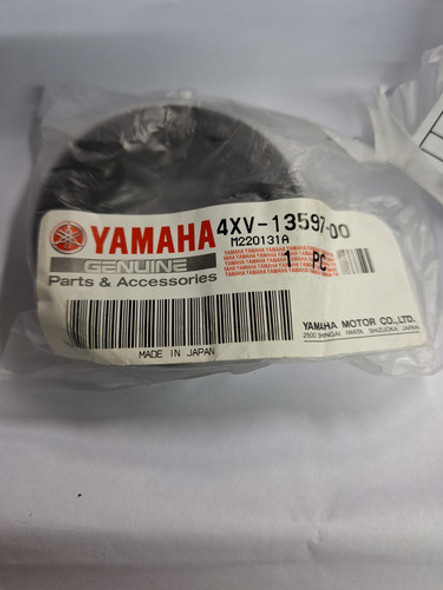 YAMAHA
GENUINE
Parts & Accessories
4XV-13597-00
M220131A
1 PC
MADE IN JAPAN
YAMAHA MOTOR CO., LTD.
2500 SHINGAI IWATA SHIZUOKA JAPAN